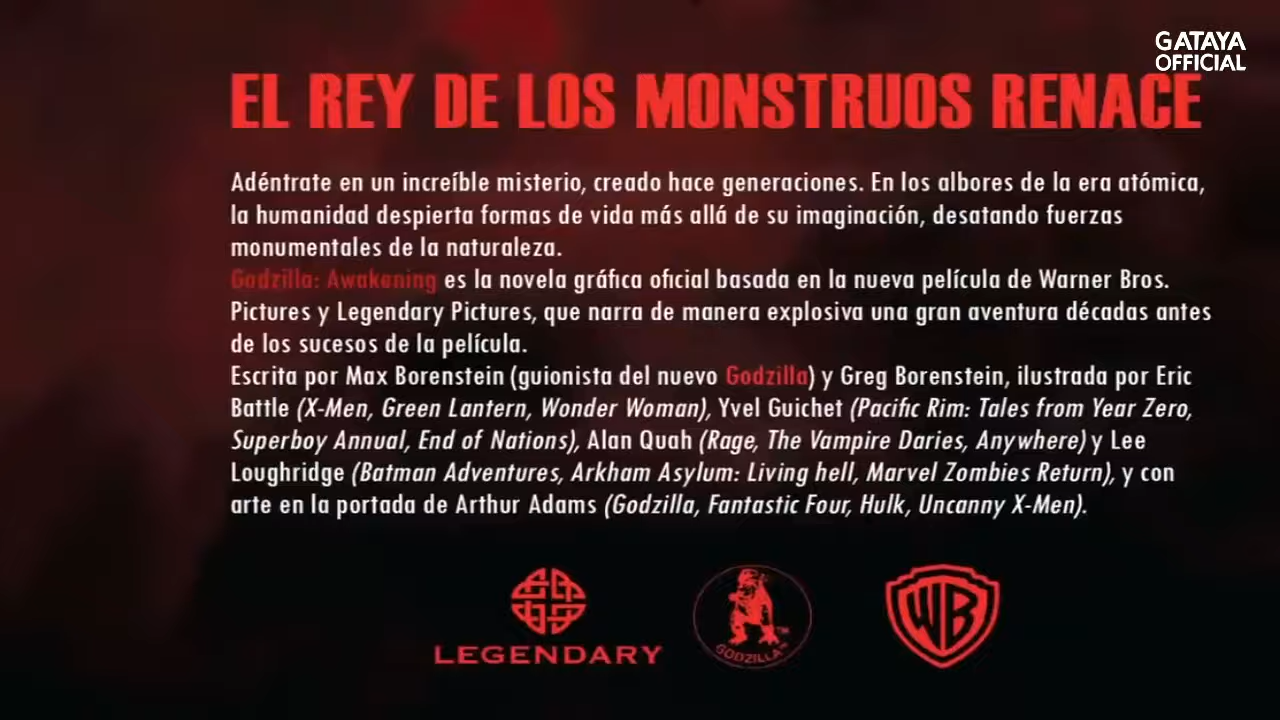 GATAYA
OFFICIAL
EL REY DE LOS MONSTRUOS RENACE
Adéntrate en un increíble misterio, creado hace generaciones. En los albores de la era atómica,
la humanidad despierta formas de vida más allá de su imaginación, desatando fuerzas
monumentales de la naturaleza.
Godzilla: Awakening es la novela gráfica oficial basada en la nueva película de Warner Bros.
Pictures y Legendary Pictures, que narra de manera explosiva una gran aventura décadas antes
de los sucesos de la película.
Escrita por Max Borenstein (guionista del nuevo Godzilla) y Greg Borenstein, ilustrada por Eric
Battle (X-Men, Green Lantern, Wonder Woman), Yvel Guichet (Pacific Rim: Tales from Year Zero,
Superboy Annual, End of Nations), Alan Quah (Rage, The Vampire Daries, Anywhere) y Lee
Loughridge (Batman Adventures, Arkham Asylum: Living hell, Marvel Zombies Return), y con
arte en la portada de Arthur Adams (Godzilla, Fantastic Four, Hulk, Uncanny X-Men).
LEGENDARY
GODZILLA™
WB